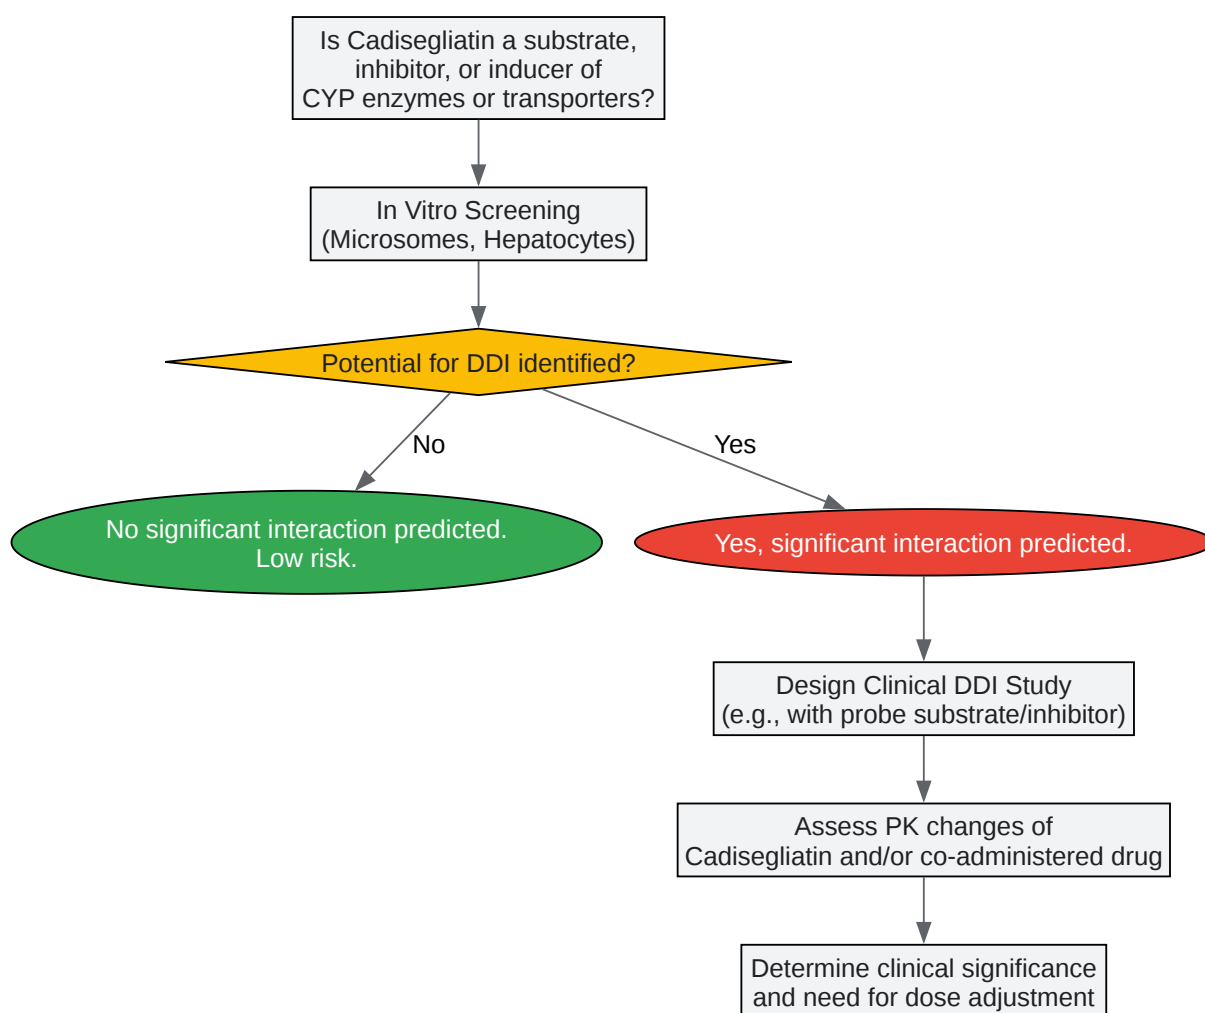 Is Cadisegliatin a substrate,
inhibitor, or inducer of
CYP enzymes or transporters?
In Vitro Screening
(Microsomes, Hepatocytes)
Potential for DDI identified?
No
Yes
No significant interaction predicted.
Low risk.
Yes, significant interaction predicted.
Design Clinical DDI Study
(e.g., with probe substrate/inhibitor)
Assess PK changes of
Cadisegliatin and/or co-administered drug
Determine clinical significance
and need for dose adjustment